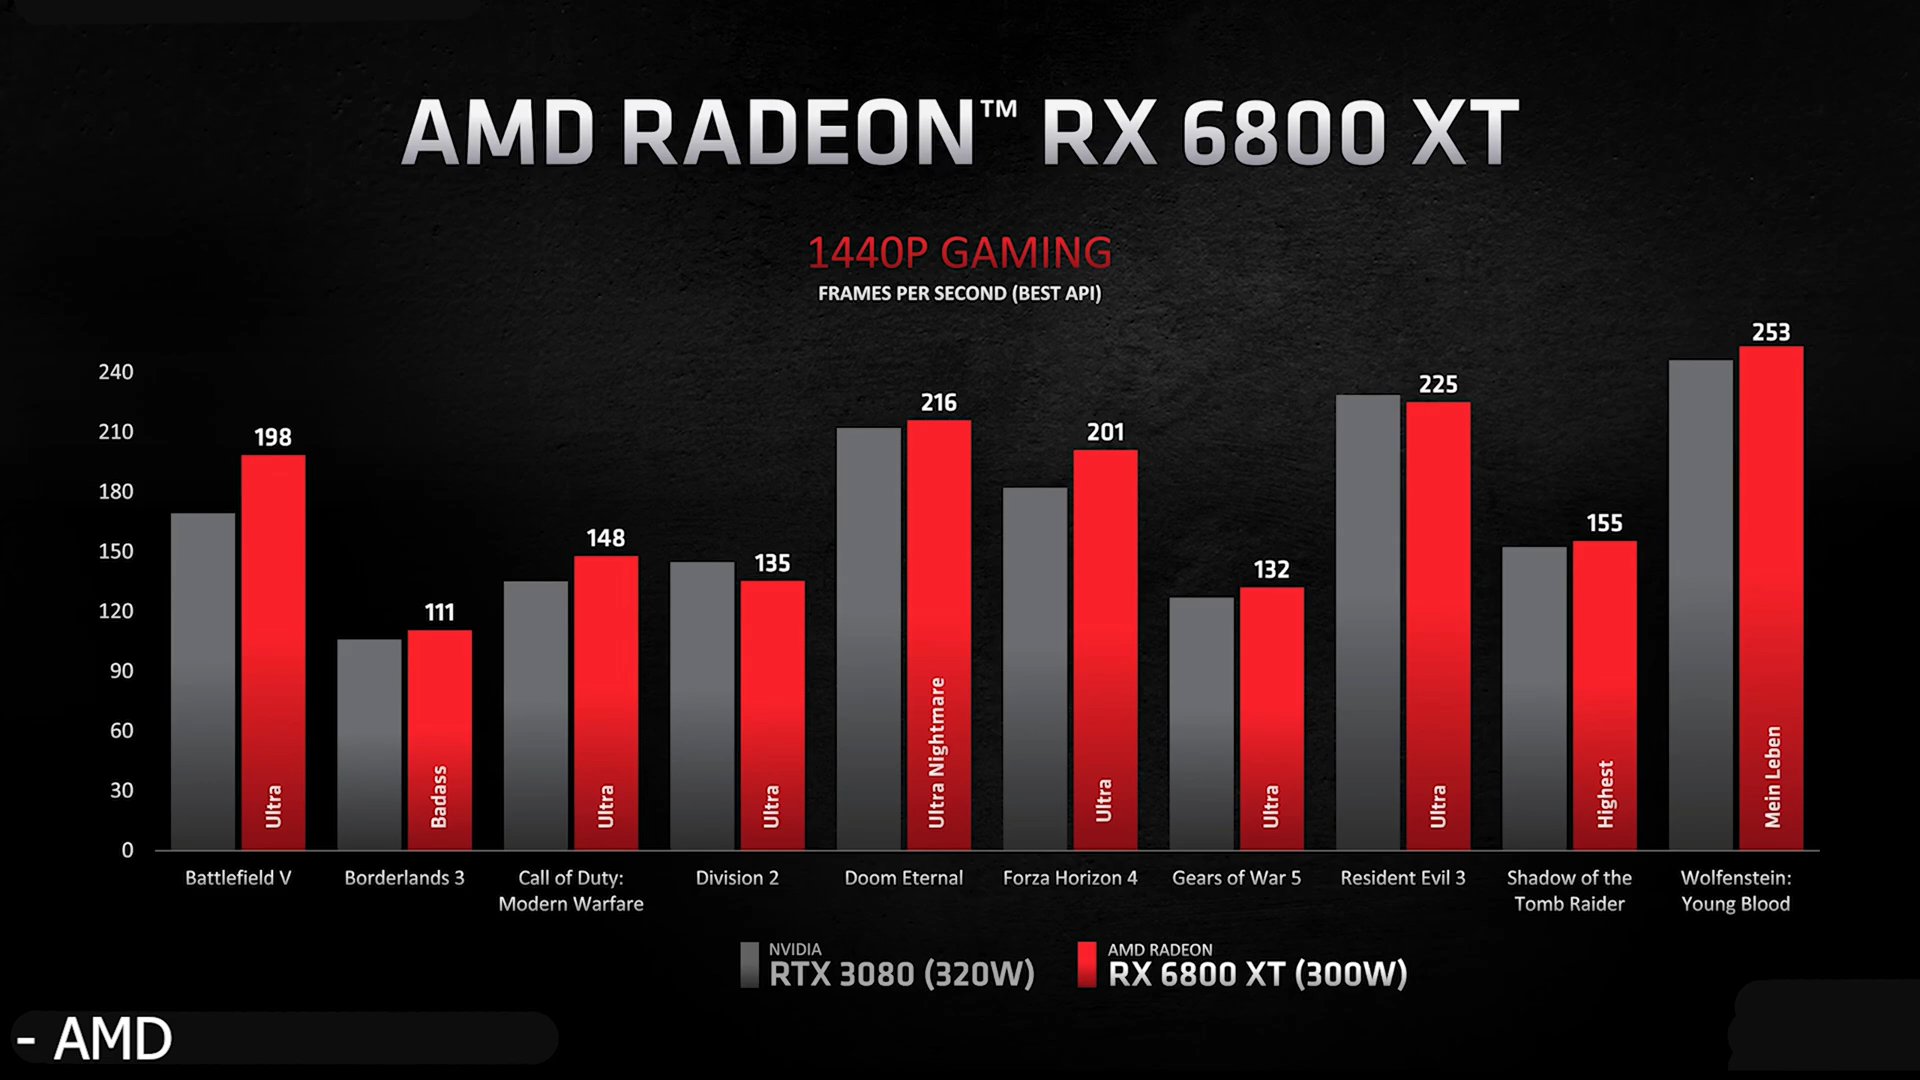 AMD RADEON™ RX 6800 XT
1440P GAMING
FRAMES PER SECOND (BEST API)
240
210
180
150
120
90
60
30
0
198
111
148
135
216
201
132
225
155
253
Ultra
Badass
Ultra
Ultra
Ultra Nightmare
Ultra
Ultra
Ultra
Highest
Mein Leben
Battlefield V
Borderlands 3
Call of Duty:
Modern Warfare
Division 2
Doom Eternal
Forza Horizon 4
Gears of War 5
Resident Evil 3
Shadow of the
Tomb Raider
Wolfenstein:
Young Blood
NVIDIA
RTX 3080 (320W)
AMD RADEON
RX 6800 XT (300W)
- AMD